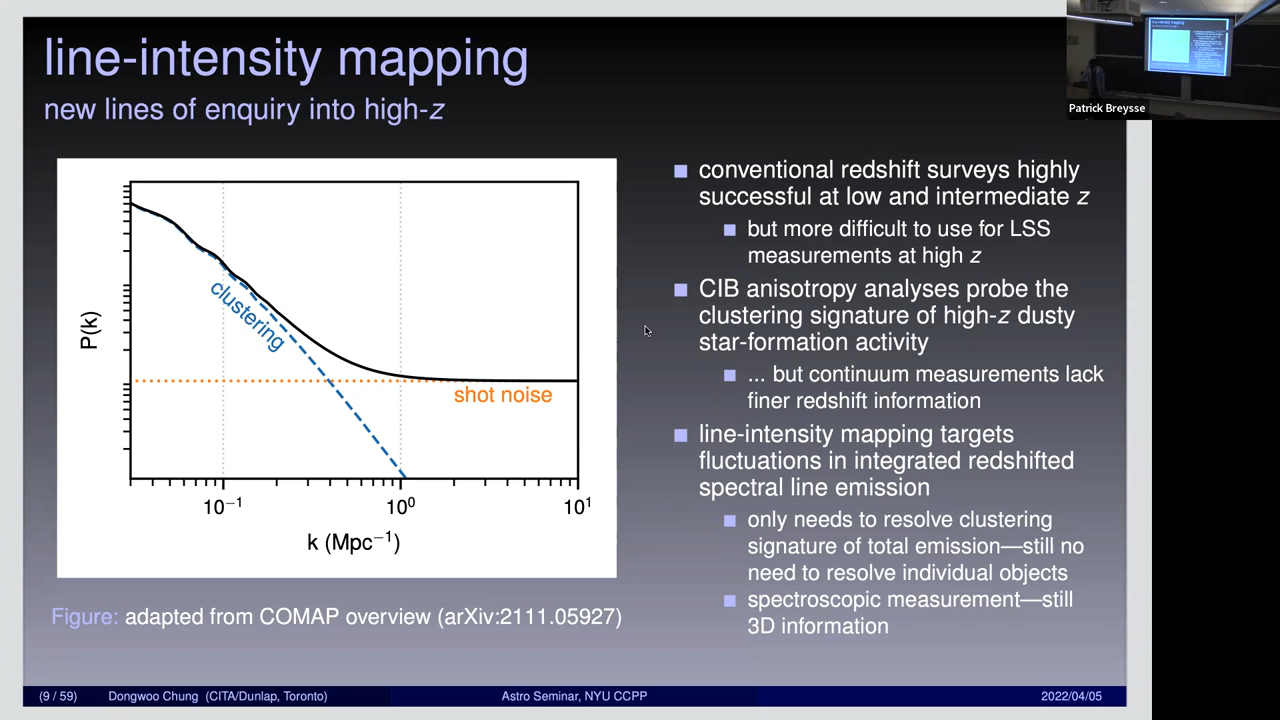 line-intensity mapping
new lines of enquiry into high-z
Patrick Breysse
P(k)
clustering
shot noise
10⁻¹
10⁰
10¹
k (Mpc⁻¹)
Figure: adapted from COMAP overview (arXiv:2111.05927)
conventional redshift surveys highly
successful at low and intermediate z
but more difficult to use for LSS
measurements at high z
CIB anisotropy analyses probe the
clustering signature of high-z dusty
star-formation activity
... but continuum measurements lack
finer redshift information
line-intensity mapping targets
fluctuations in integrated redshifted
spectral line emission
only needs to resolve clustering
signature of total emission—still no
need to resolve individual objects
spectroscopic measurement—still
3D information
(9 / 59) Dongwoo Chung (CITA/Dunlap, Toronto) Astro Seminar, NYU CCPP 2022/04/05